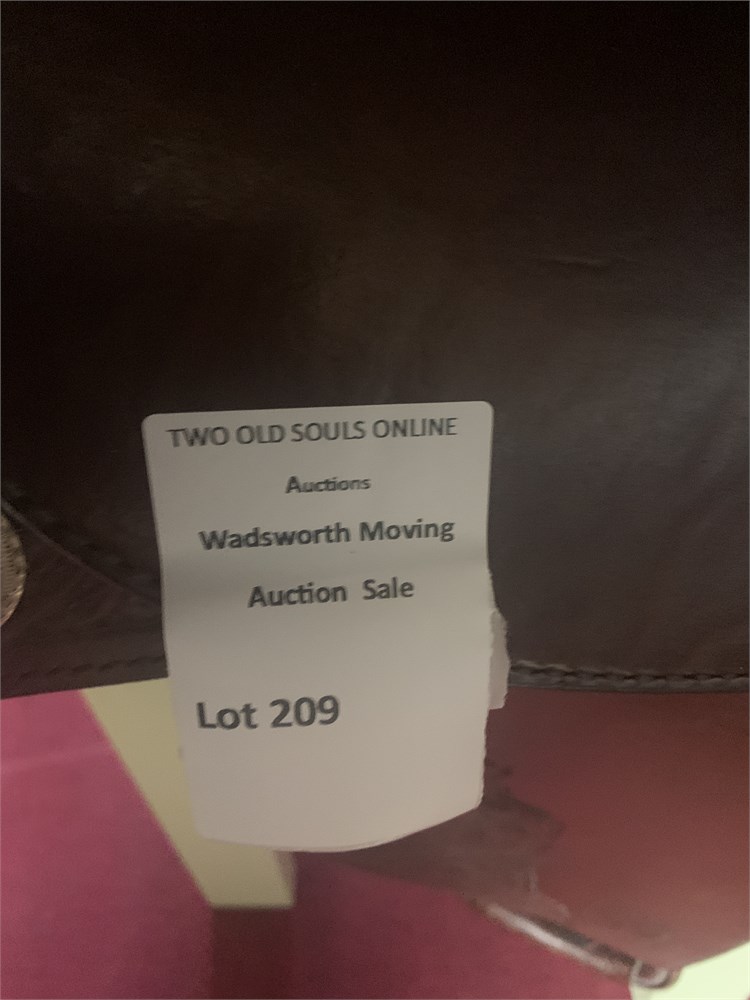 TWO OLD SOULS ONLINE
Auctions
Wadsworth Moving
Auction Sale
Lot 209